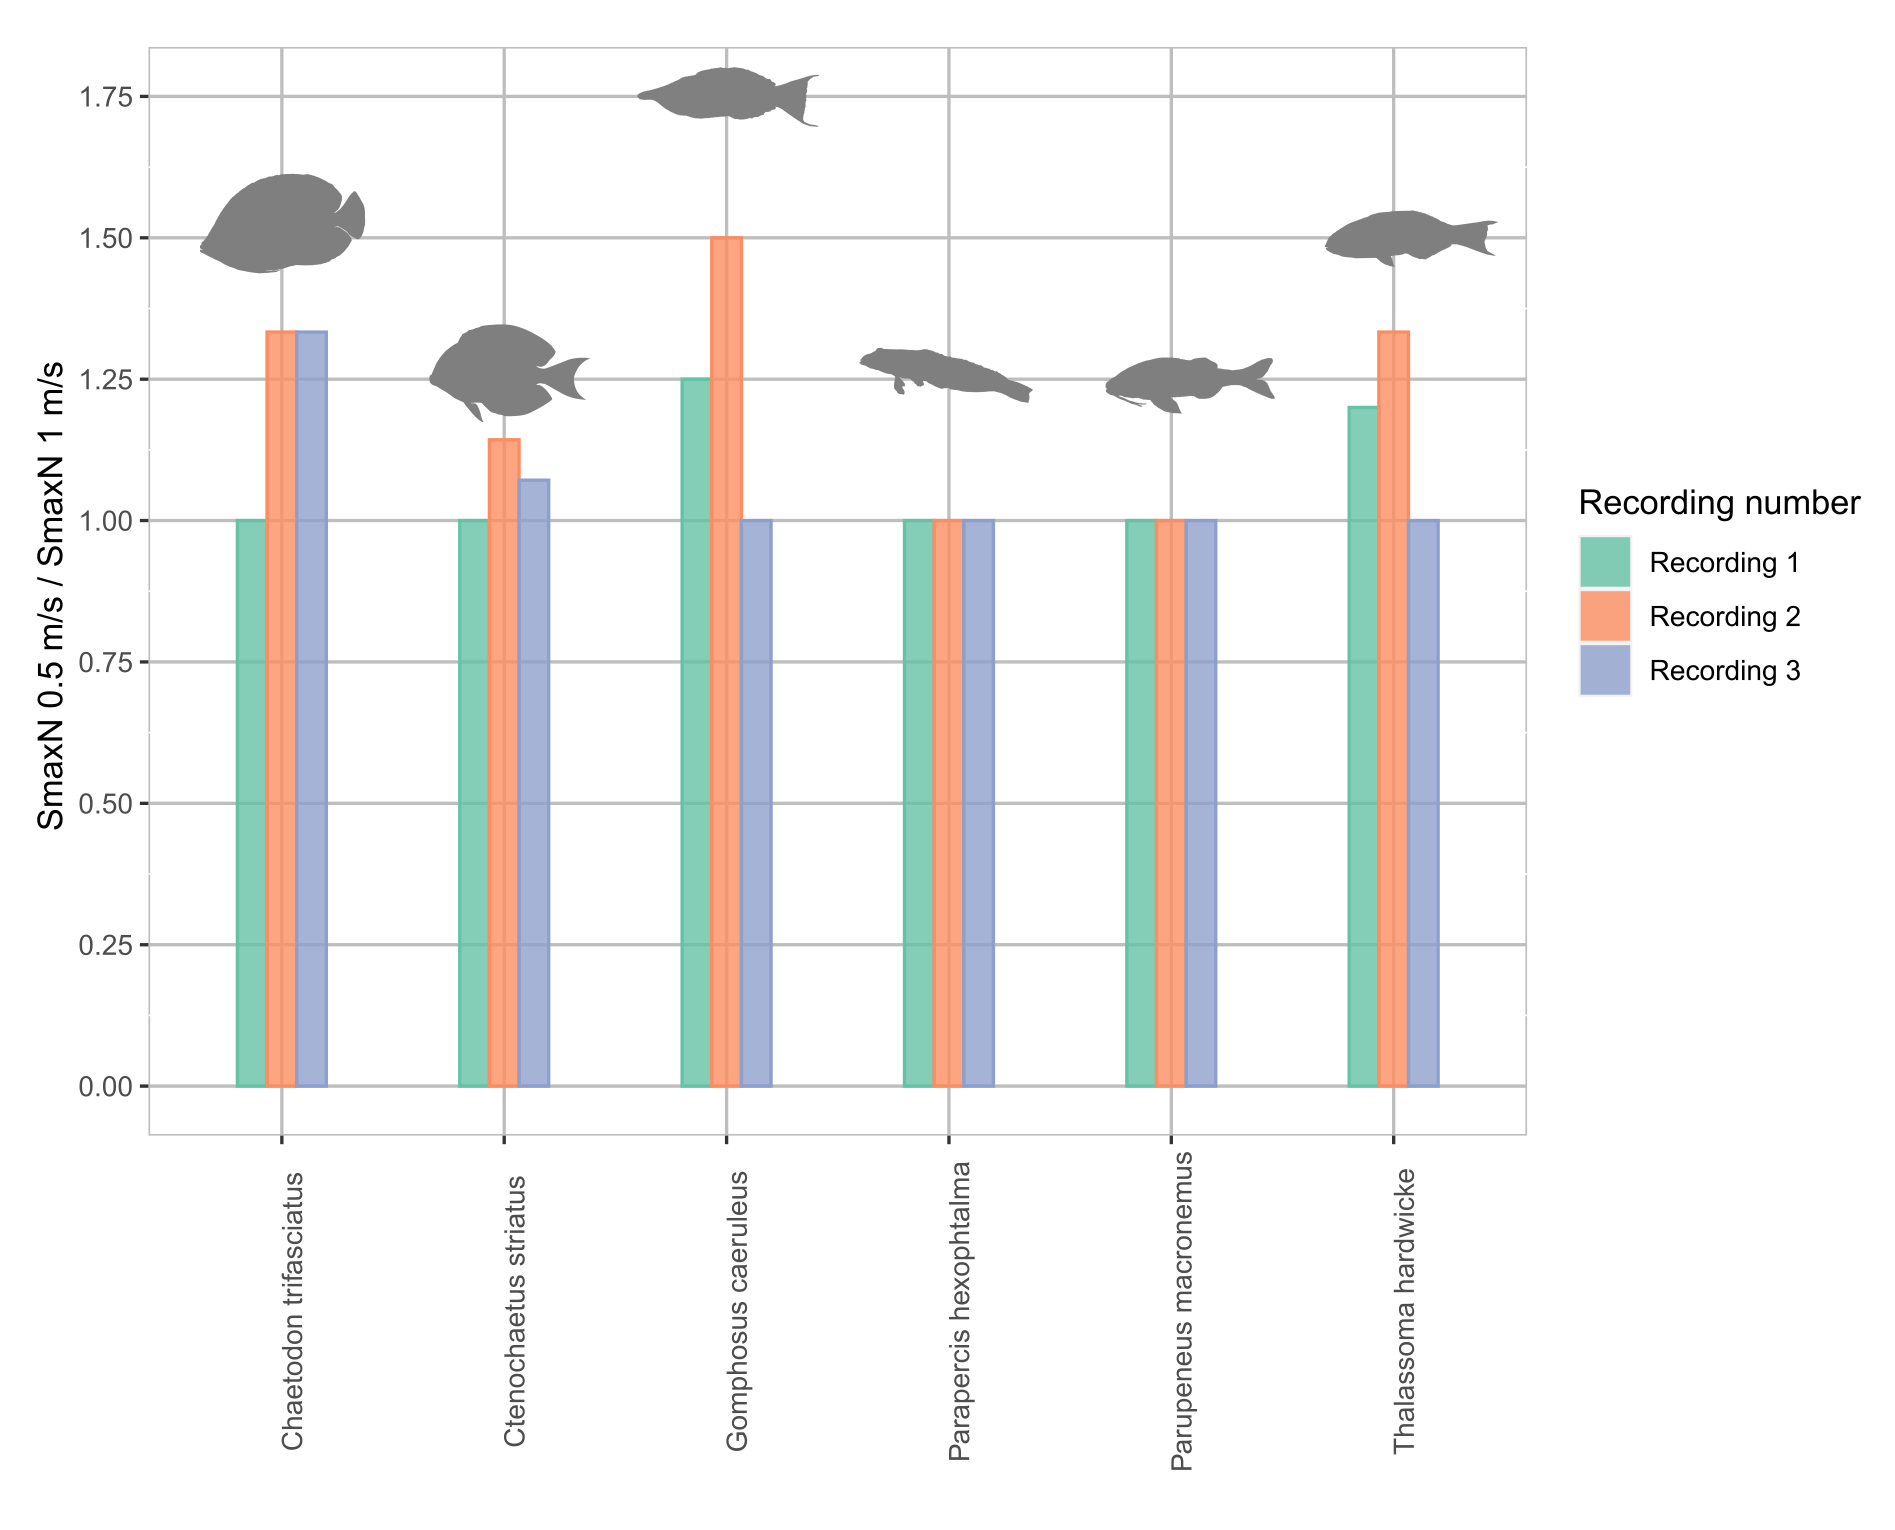 SmaxN 0.5 m/s / SmaxN 1 m/s
1.75
1.50
1.25
1.00
0.75
0.50
0.25
0.00
Chaetodon trifasciatus
Ctenochaetus striatus
Gomphosus caeruleus
Parapercis hexophtalma
Parupeneus macronemus
Thalassoma hardwicke
Recording number
Recording 1
Recording 2
Recording 3